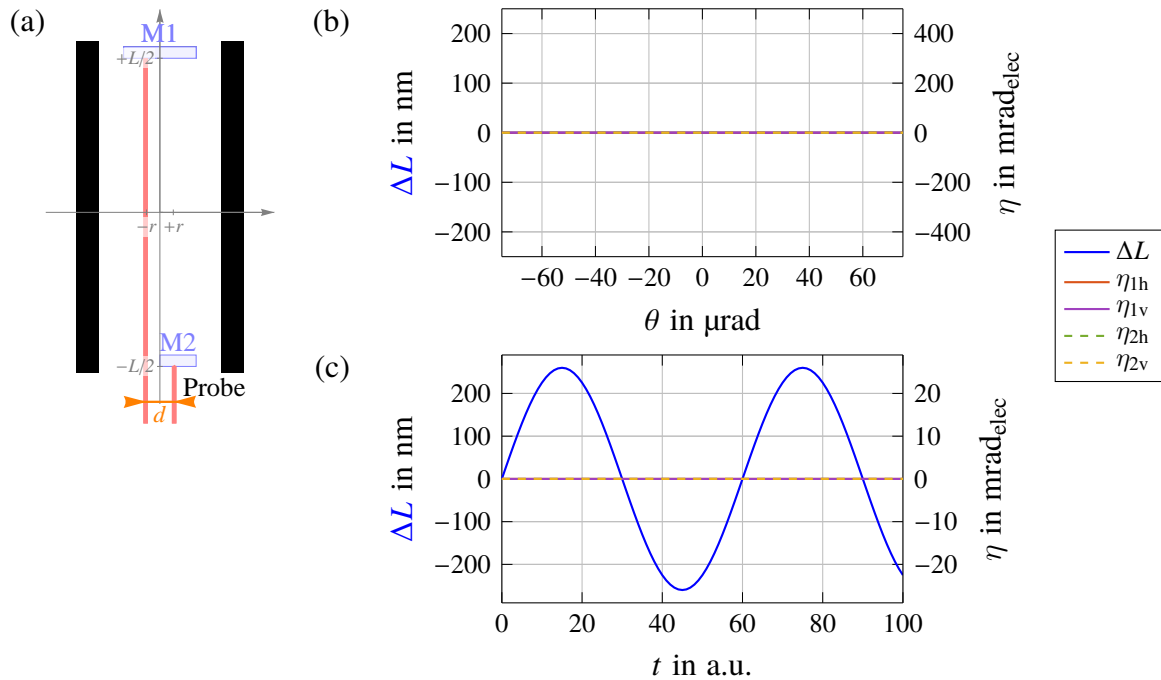 (a)
M1
+L/2
−r +r
M2
−L/2
Probe
d
(b)
200
100
0
−100
−200
ΔL in nm
400
200
0
−200
−400
η in mrad_elec
−60 −40 −20 0 20 40 60
θ in μrad
(c)
200
100
0
−100
−200
ΔL in nm
20
10
0
−10
−20
η in mrad_elec
0 20 40 60 80 100
t in a.u.
ΔL
η1h
η1v
η2h
η2v